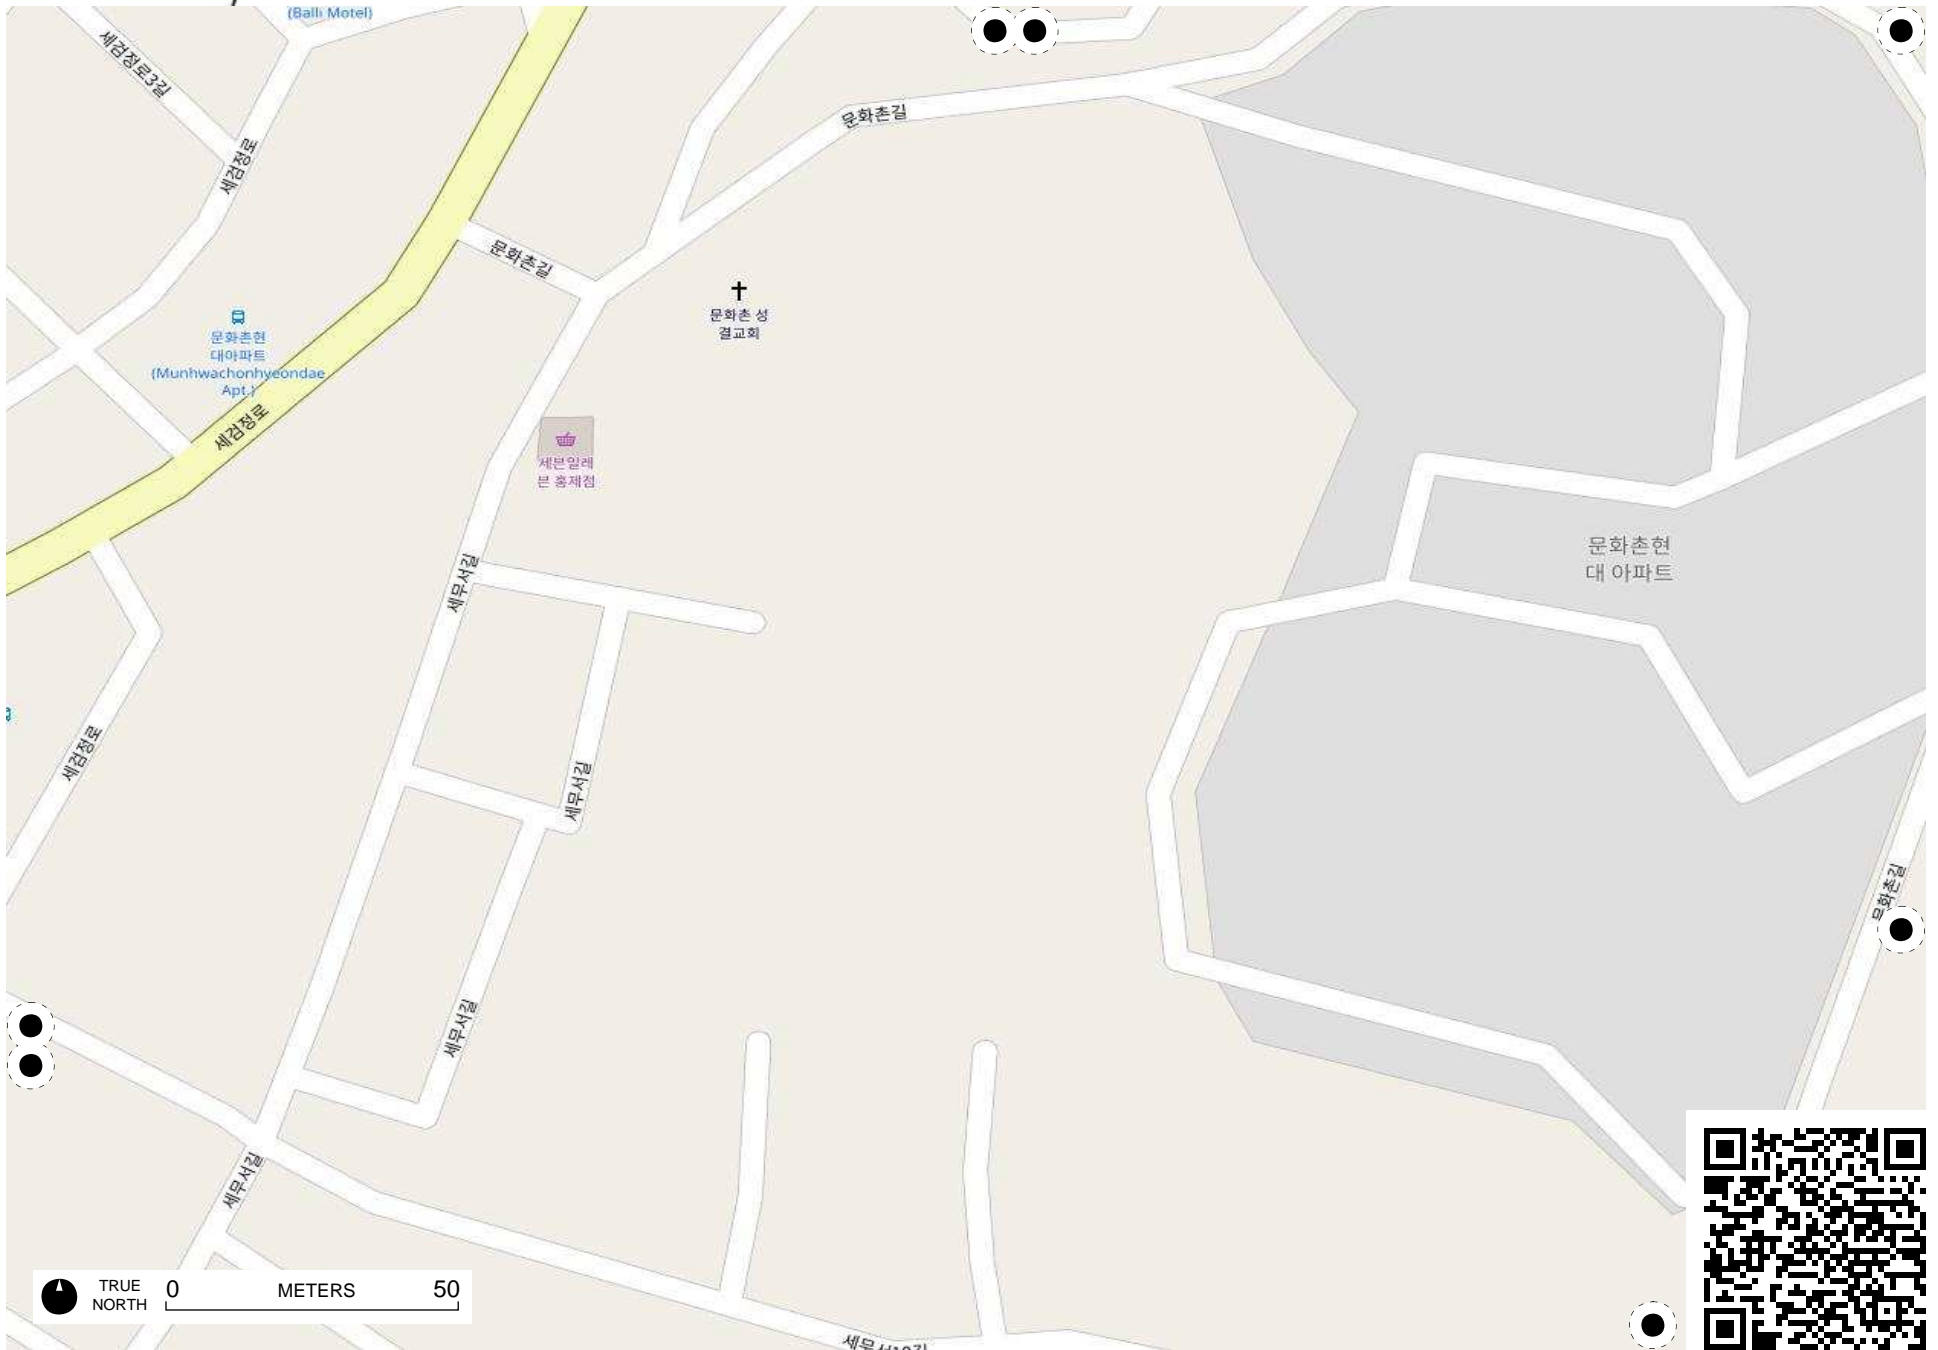 (Balli Motel)
세검정로3길
세검정로
문화촌길
문화촌길
문화촌 성
결교회
문화촌현
대아파트
(Munhwachonhyeondae
Apt.)
세검정로
세븐일레
븐 홍제점
문화촌현
대 아파트
세무서길
세검정로
세무서길
문화촌길
세무서길
세무서길
TRUE
NORTH
0 METERS 50